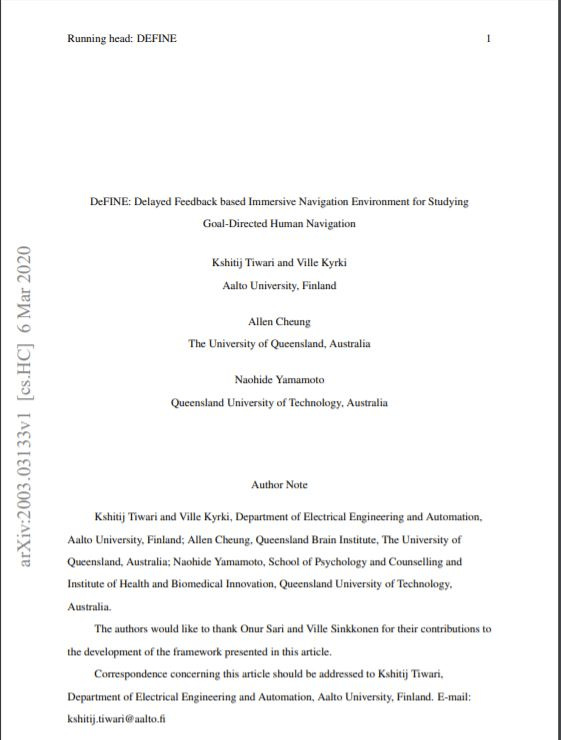 Running head: DEFINE 1
DeFINE: Delayed Feedback based Immersive Navigation Environment for Studying
Goal-Directed Human Navigation
Kshitij Tiwari and Ville Kyrki
Aalto University, Finland
Allen Cheung
The University of Queensland, Australia
Naohide Yamamoto
Queensland University of Technology, Australia
arXiv:2003.03133v1 [cs.HC] 6 Mar 2020
Author Note
Kshitij Tiwari and Ville Kyrki, Department of Electrical Engineering and Automation,
Aalto University, Finland; Allen Cheung, Queensland Brain Institute, The University of
Queensland, Australia; Naohide Yamamoto, School of Psychology and Counselling and
Institute of Health and Biomedical Innovation, Queensland University of Technology,
Australia.
The authors would like to thank Onur Sari and Ville Sinkkonen for their contributions to
the development of the framework presented in this article.
Correspondence concerning this article should be addressed to Kshitij Tiwari,
Department of Electrical Engineering and Automation, Aalto University, Finland. E-mail:
kshitij.tiwari@aalto.fi